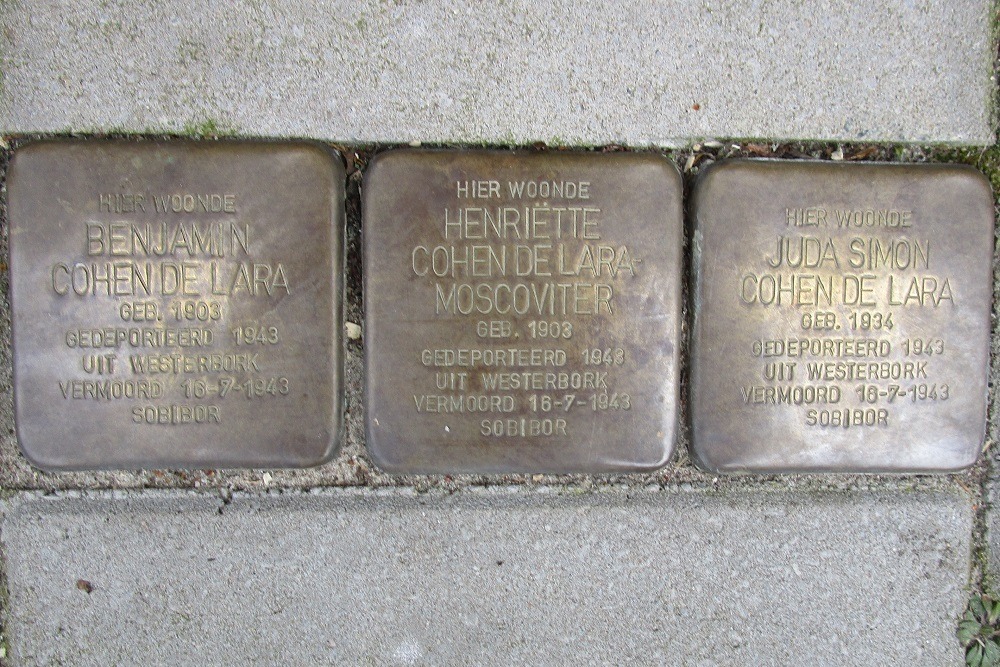 HIER WOONDE
BENJAMIN
COHEN DE LARA
GEB. 1903
GEDEPORTEERD 1943
UIT WESTERBORK
VERMOORD 16-7-1943
SOBIBOR
HIER WOONDE
HENRIËTTE
COHEN DE LARA-
MOSCOVITER
GEB. 1903
GEDEPORTEERD 1943
UIT WESTERBORK
VERMOORD 16-7-1943
SOBIBOR
HIER WOONDE
JUDA SIMON
COHEN DE LARA
GEB. 1934
GEDEPORTEERD 1943
UIT WESTERBORK
VERMOORD 16-7-1943
SOBIBOR